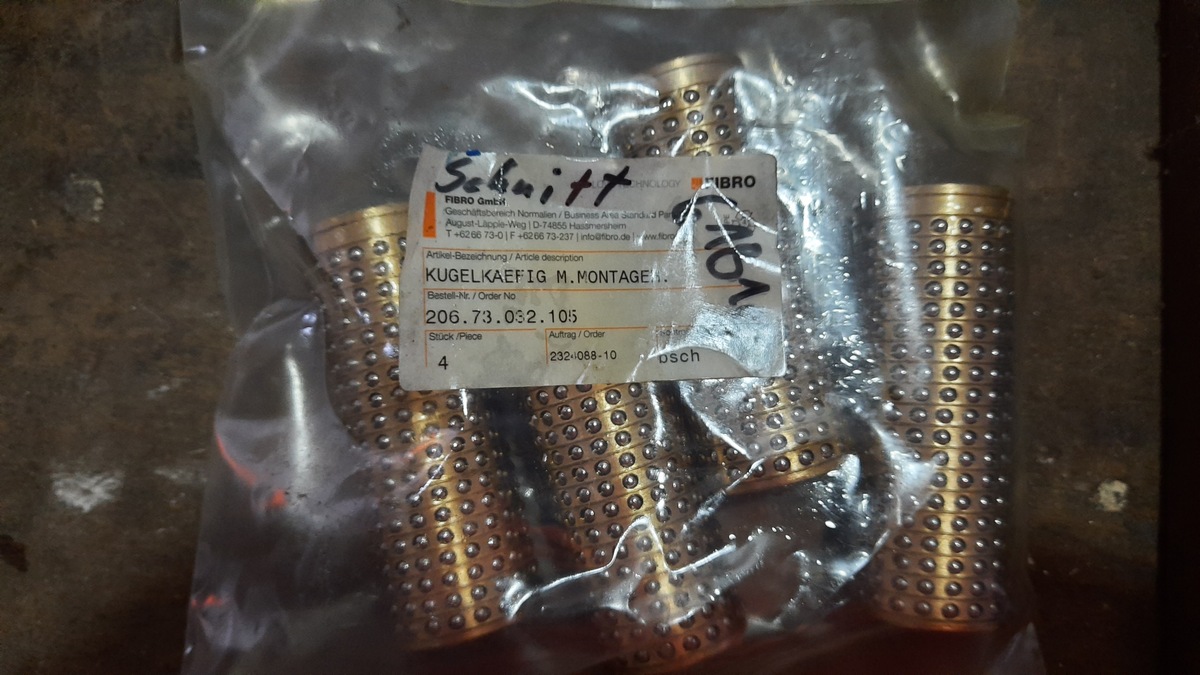 Schnitt
TECHNOLOGY FIBRO
FIBRO GmbH
Geschäftsbereich Normalien / Business Area Standard Par
August-Läpple-Weg | D-74855 Hassmersheim
T +6266 73-0 | F +6266 73-237 | info@fibro.de | www.fibro
Artikel-Bezeichnung / Article description
KUGELKAEFIG M.MONTAGEN.
Bestell-Nr. / Order No
206.73.032.105
Stück /Piece Auftrag / Order
4 2324088-10 bsch